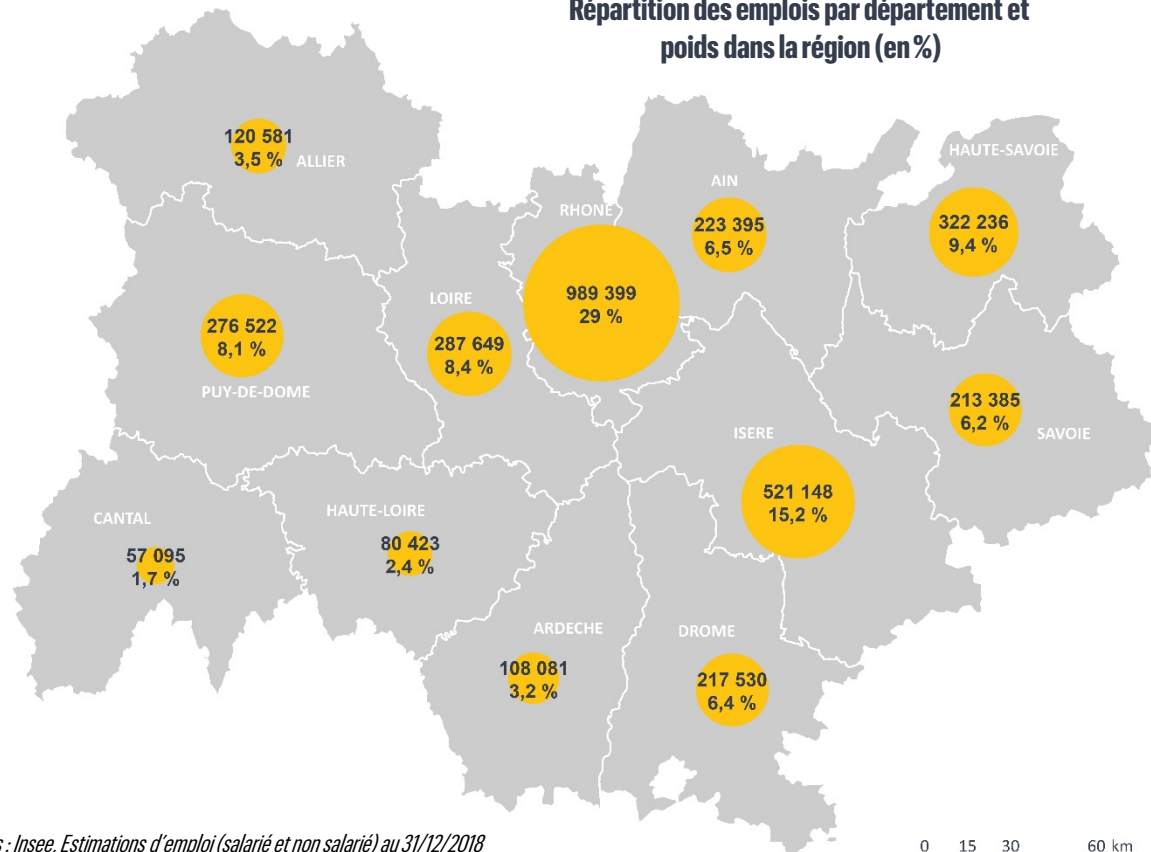 Répartition des emplois par département et
poids dans la région (en %)
120 581
3,5 %
ALLIER
HAUTE-SAVOIE
322 236
9,4 %
AIN
223 395
6,5 %
RHONE
989 399
29 %
LOIRE
287 649
8,4 %
276 522
8,1 %
PUY-DE-DOME
213 385
6,2 %
SAVOIE
ISERE
521 148
15,2 %
CANTAL
57 095
1,7 %
HAUTE-LOIRE
80 423
2,4 %
ARDECHE
108 081
3,2 %
DROME
217 530
6,4 %
: Insee, Estimations d'emploi (salarié et non salarié) au 31/12/2018
0 15 30 60 km